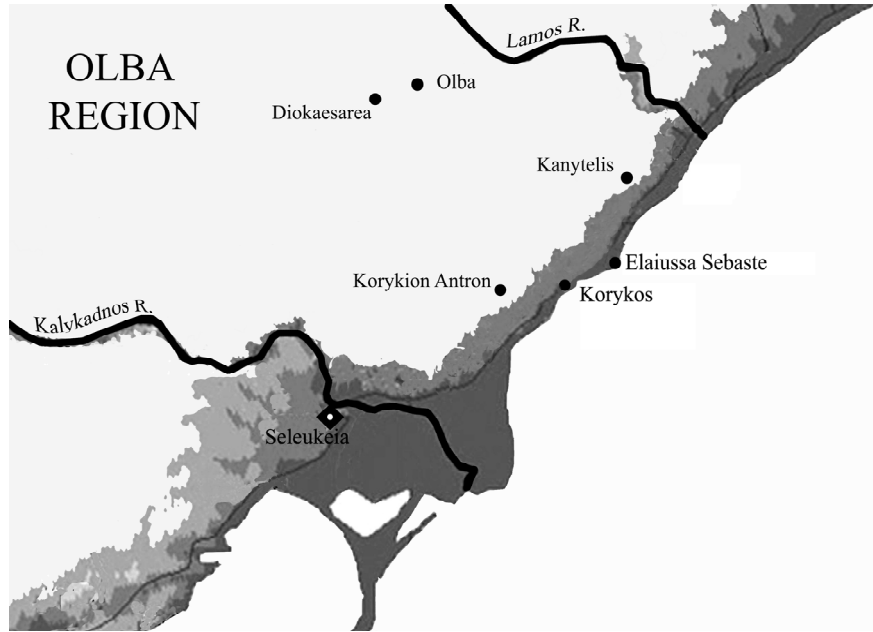 OLBA
REGION
Lamos R.
Olba
Diokaesarea
Kanytelis
Elaiussa Sebaste
Korykion Antron
Korykos
Kalykadnos R.
Seleukeia